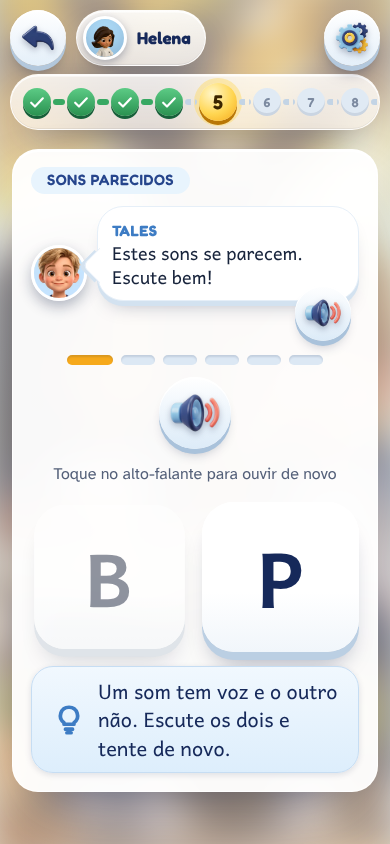 Helena
5
6
7
8
SONS PARECIDOS
TALES
Estes sons se parecem.
Escute bem!
Toque no alto-falante para ouvir de novo
B
P
Um som tem voz e o outro
não. Escute os dois e
tente de novo.